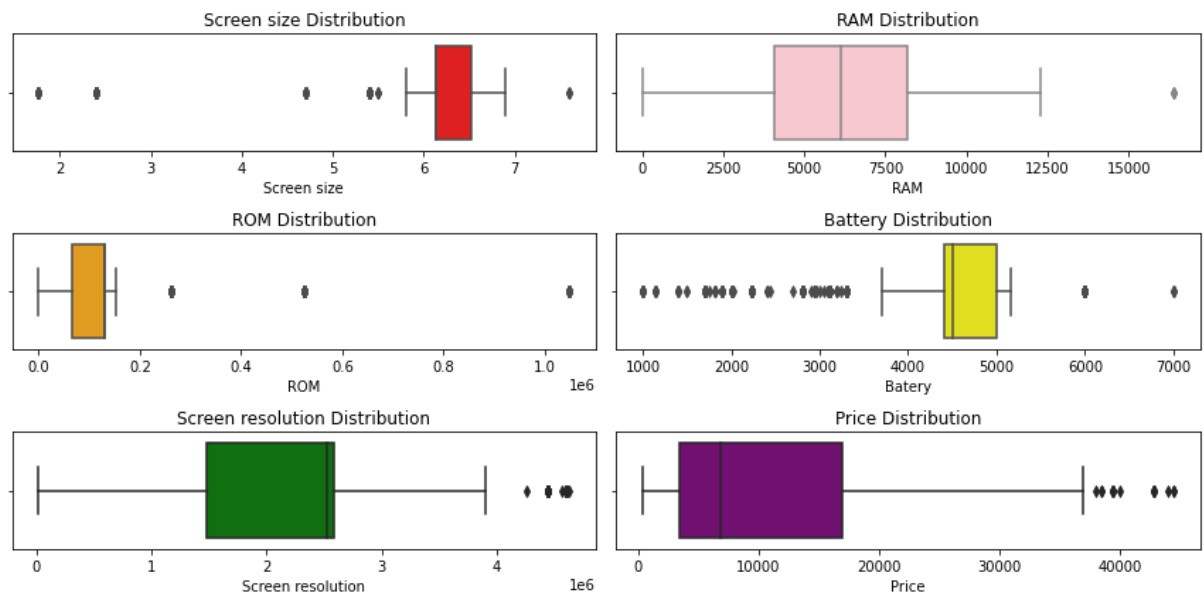 Screen size Distribution
2 3 4 5 6 7
Screen size
RAM Distribution
0 2500 5000 7500 10000 12500 15000
RAM
ROM Distribution
0.0 0.2 0.4 0.6 0.8 1.0
1e6
ROM
Battery Distribution
1000 2000 3000 4000 5000 6000 7000
Batery
Screen resolution Distribution
0 1 2 3 4
1e6
Screen resolution
Price Distribution
0 10000 20000 30000 40000
Price